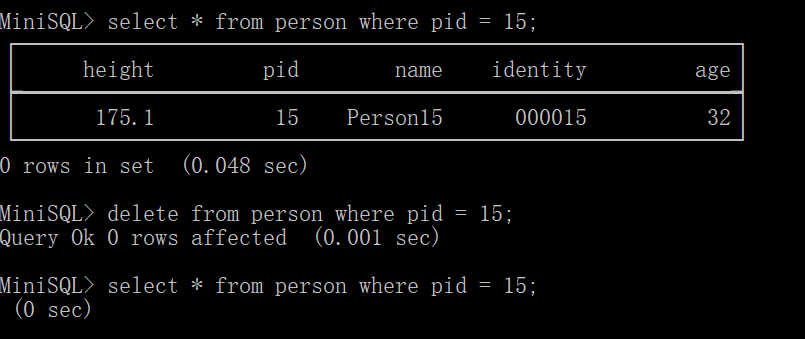 MiniSQL> select * from person where pid = 15;
height pid name identity age
175.1 15 Person15 000015 32
0 rows in set (0.048 sec)
MiniSQL> delete from person where pid = 15;
Query Ok 0 rows affected (0.001 sec)
MiniSQL> select * from person where pid = 15;
(0 sec)